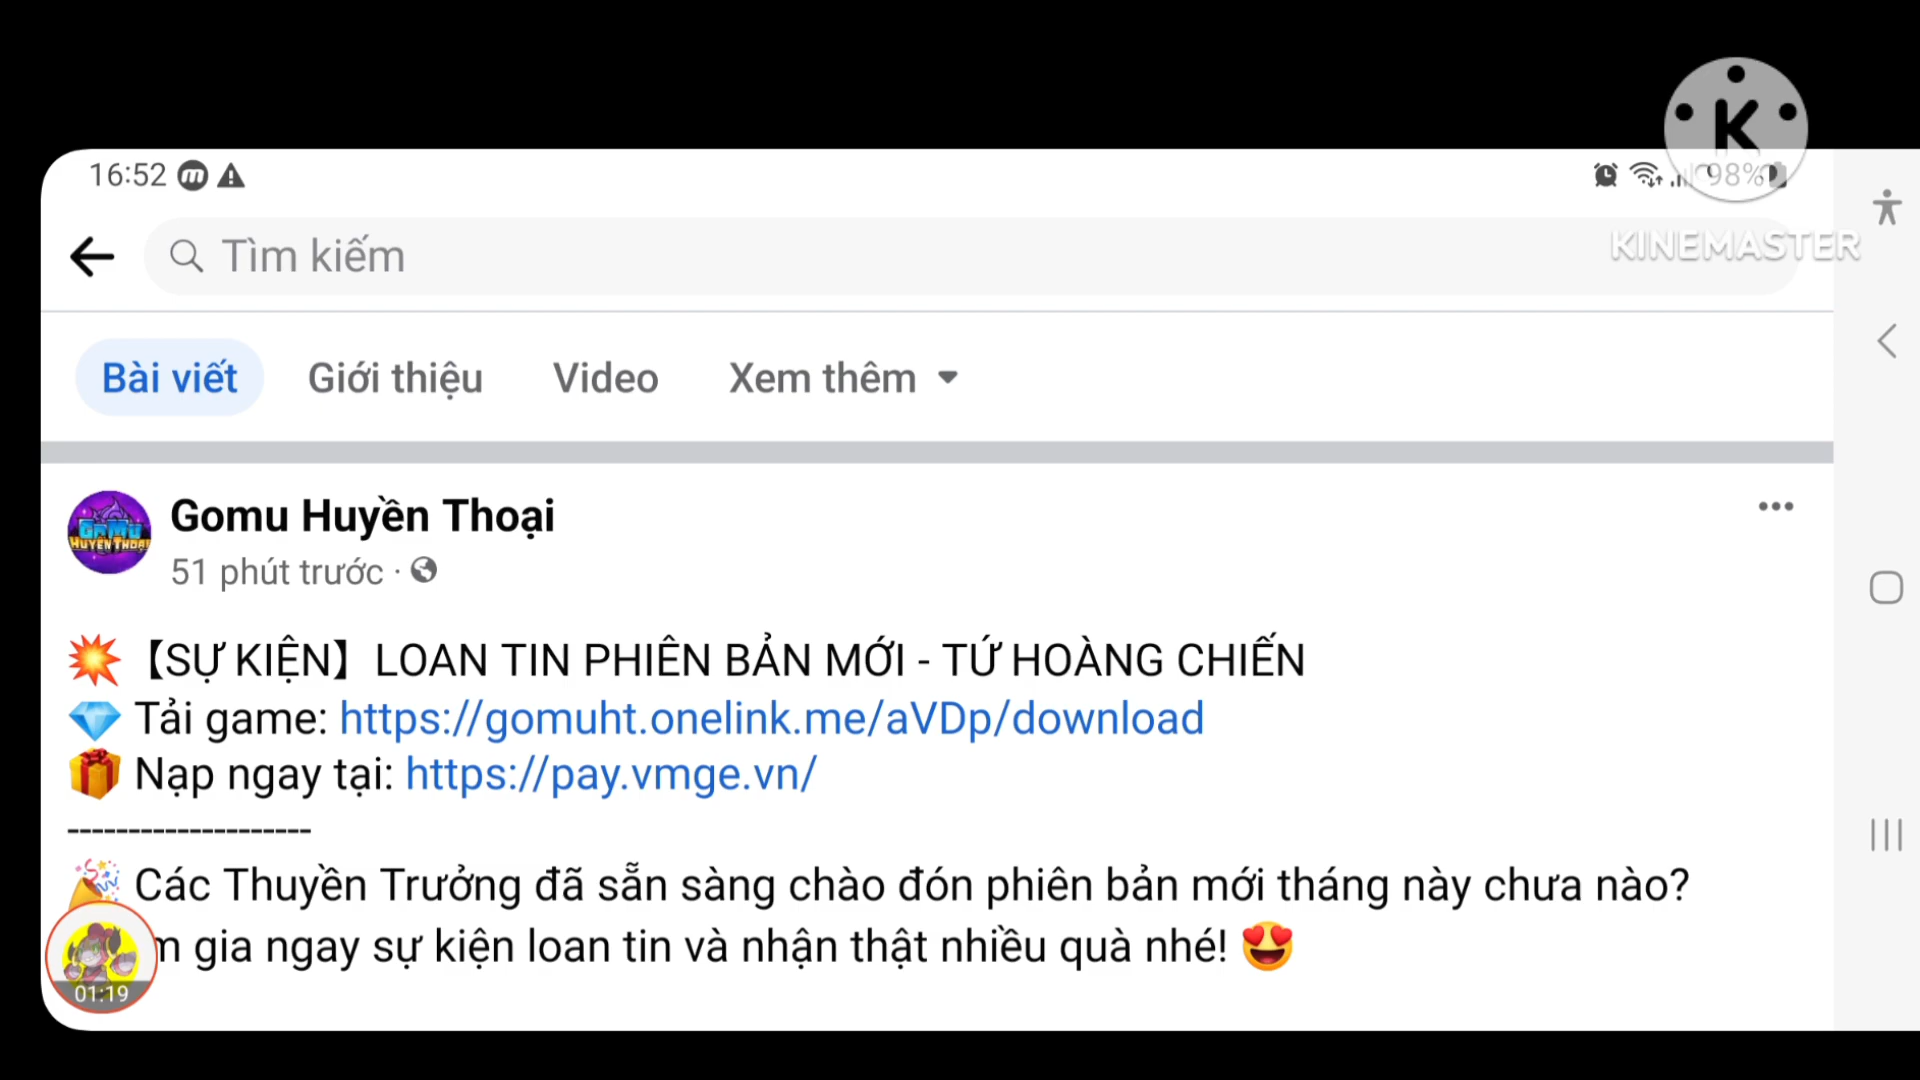 K
16:52 m 98%
KINEMASTER
Tìm kiếm
Bài viết Giới thiệu Video Xem thêm
Gomu Huyền Thoại
GoMu
HUYỀN THOẠI
51 phút trước ·
💥【SỰ KIỆN】LOAN TIN PHIÊN BẢN MỚI - TỨ HOÀNG CHIẾN
💎 Tải game: https://gomuht.onelink.me/aVDp/download
🎁 Nạp ngay tại: https://pay.vmge.vn/
--------------------
🎉 Các Thuyền Trưởng đã sẵn sàng chào đón phiên bản mới tháng này chưa nào?
gia ngay sự kiện loan tin và nhận thật nhiều quà nhé! 😍
01:19